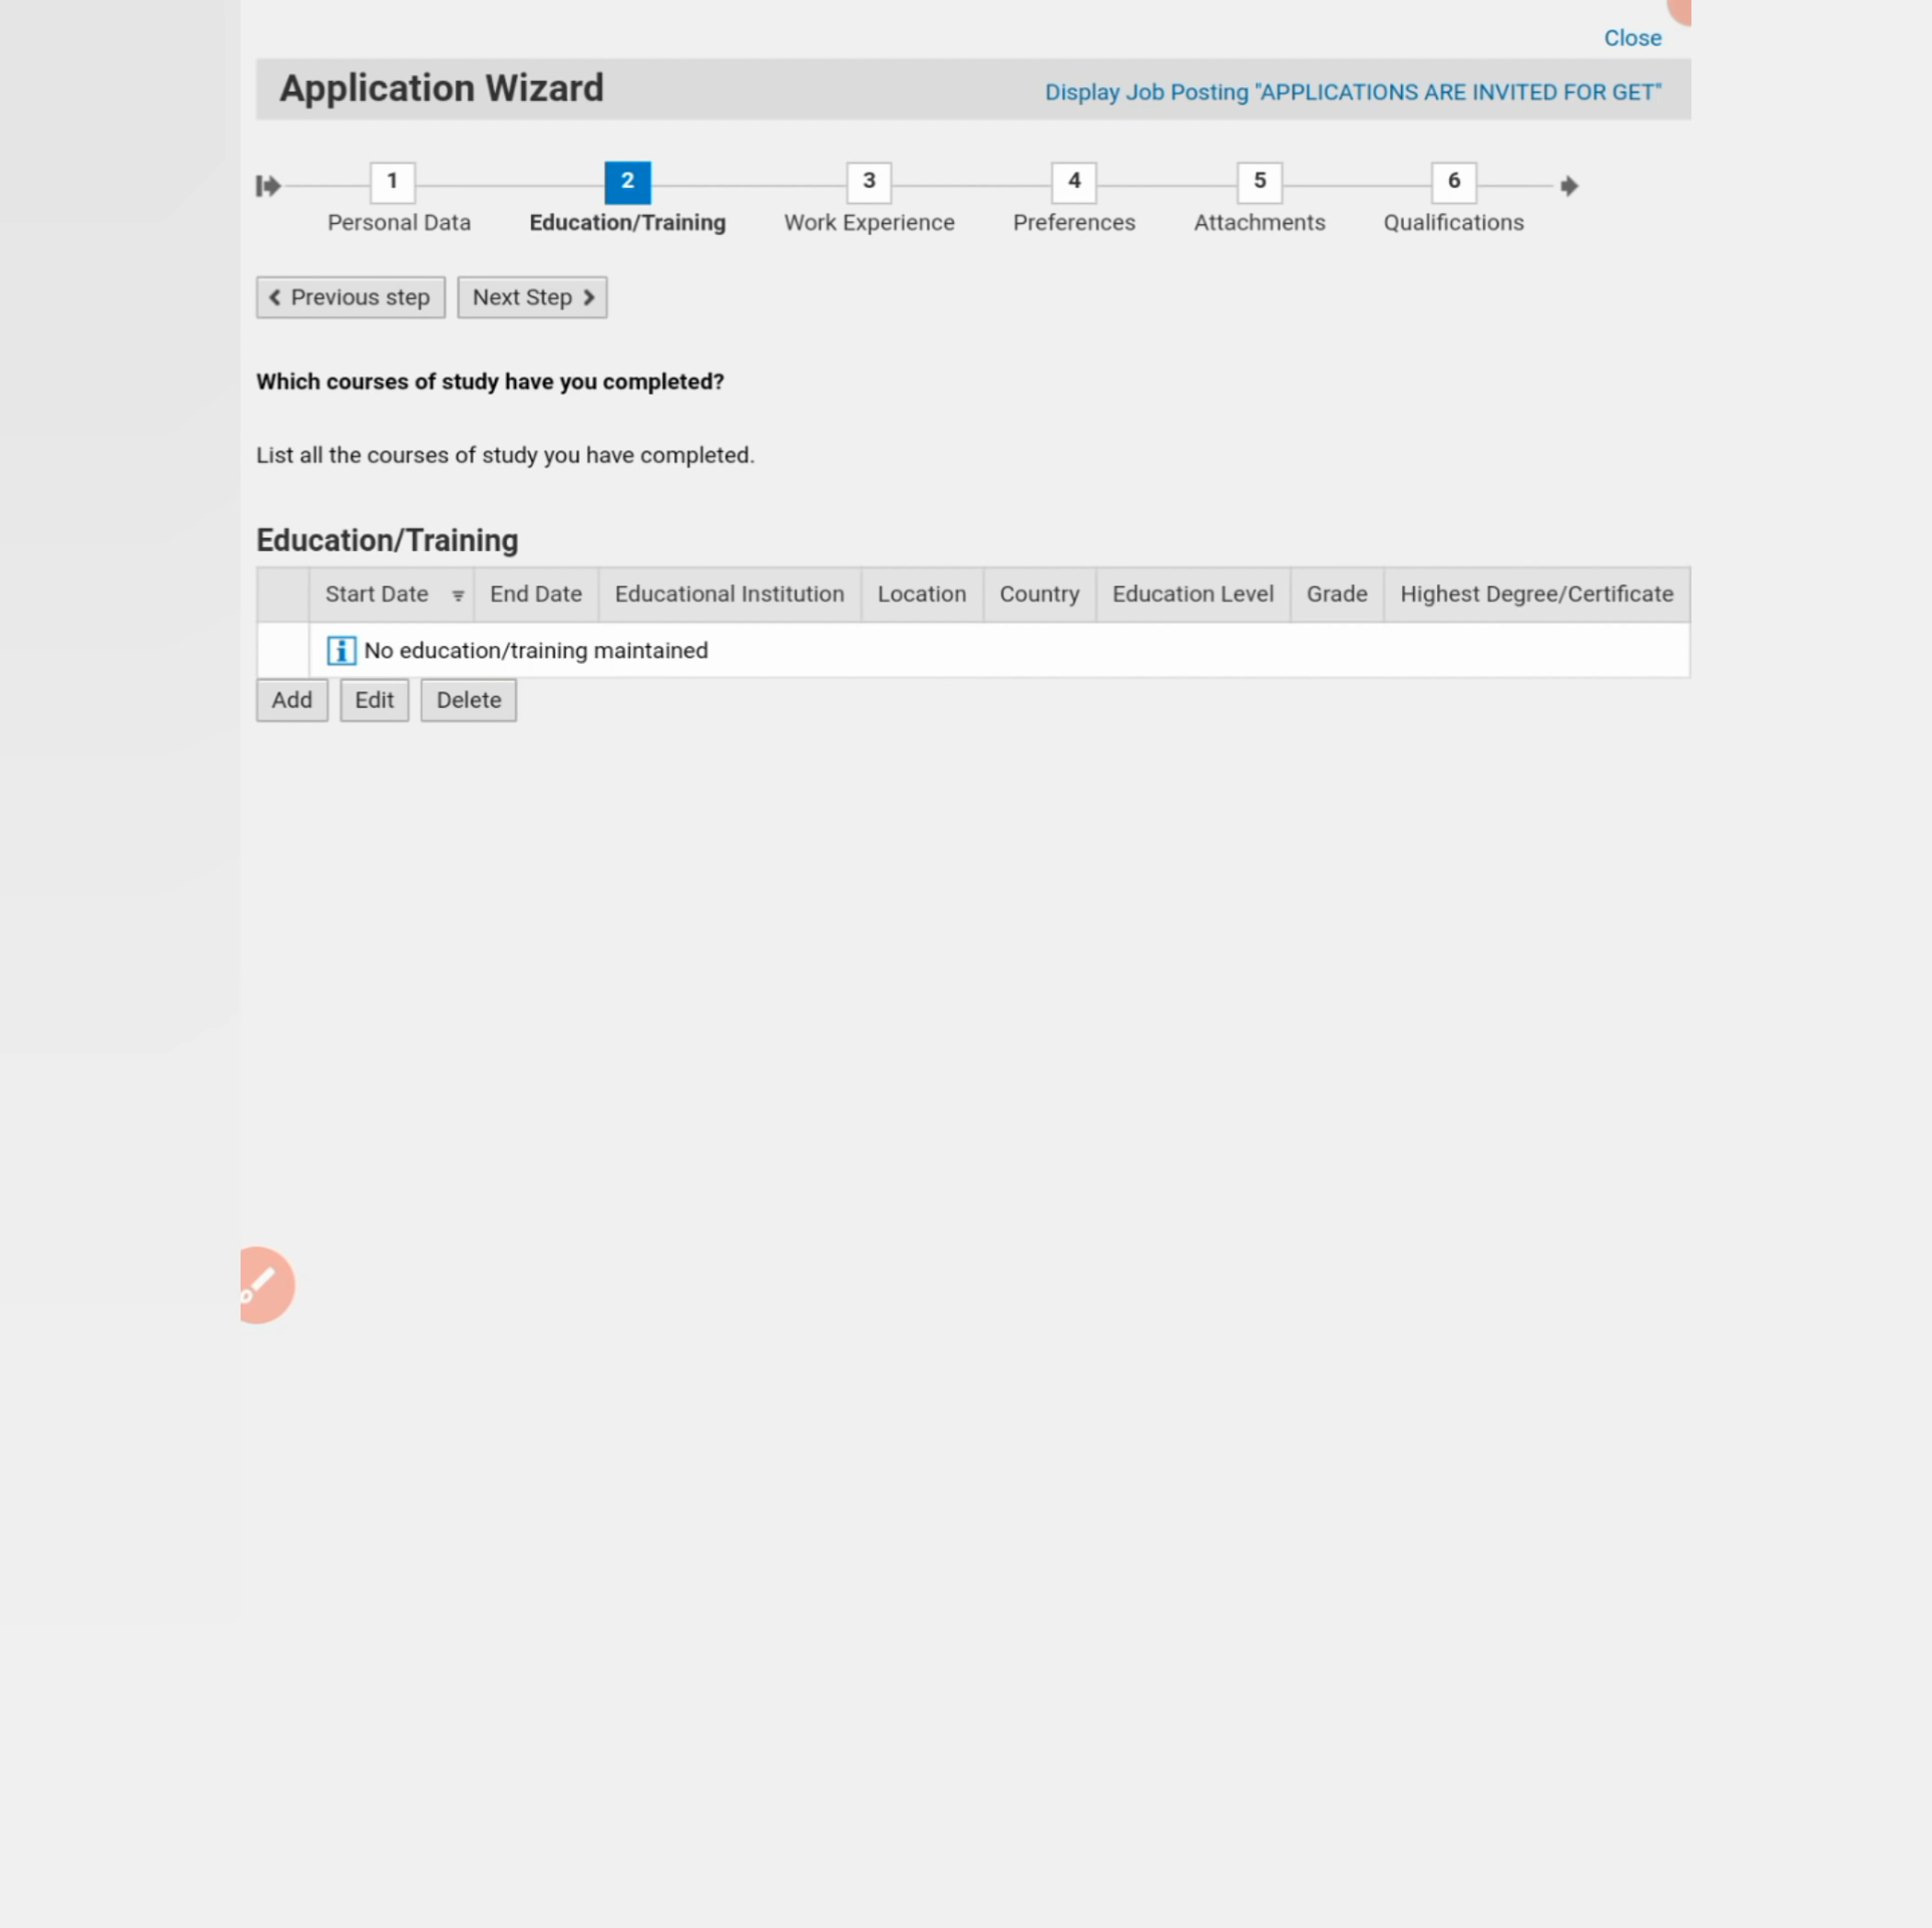 Close
Application Wizard Display Job Posting "APPLICATIONS ARE INVITED FOR GET"
1 2 3 4 5 6
Personal Data Education/Training Work Experience Preferences Attachments Qualifications
Previous step Next Step
Which courses of study have you completed?
List all the courses of study you have completed.
Education/Training
Start Date End Date Educational Institution Location Country Education Level Grade Highest Degree/Certificate
No education/training maintained
Add Edit Delete